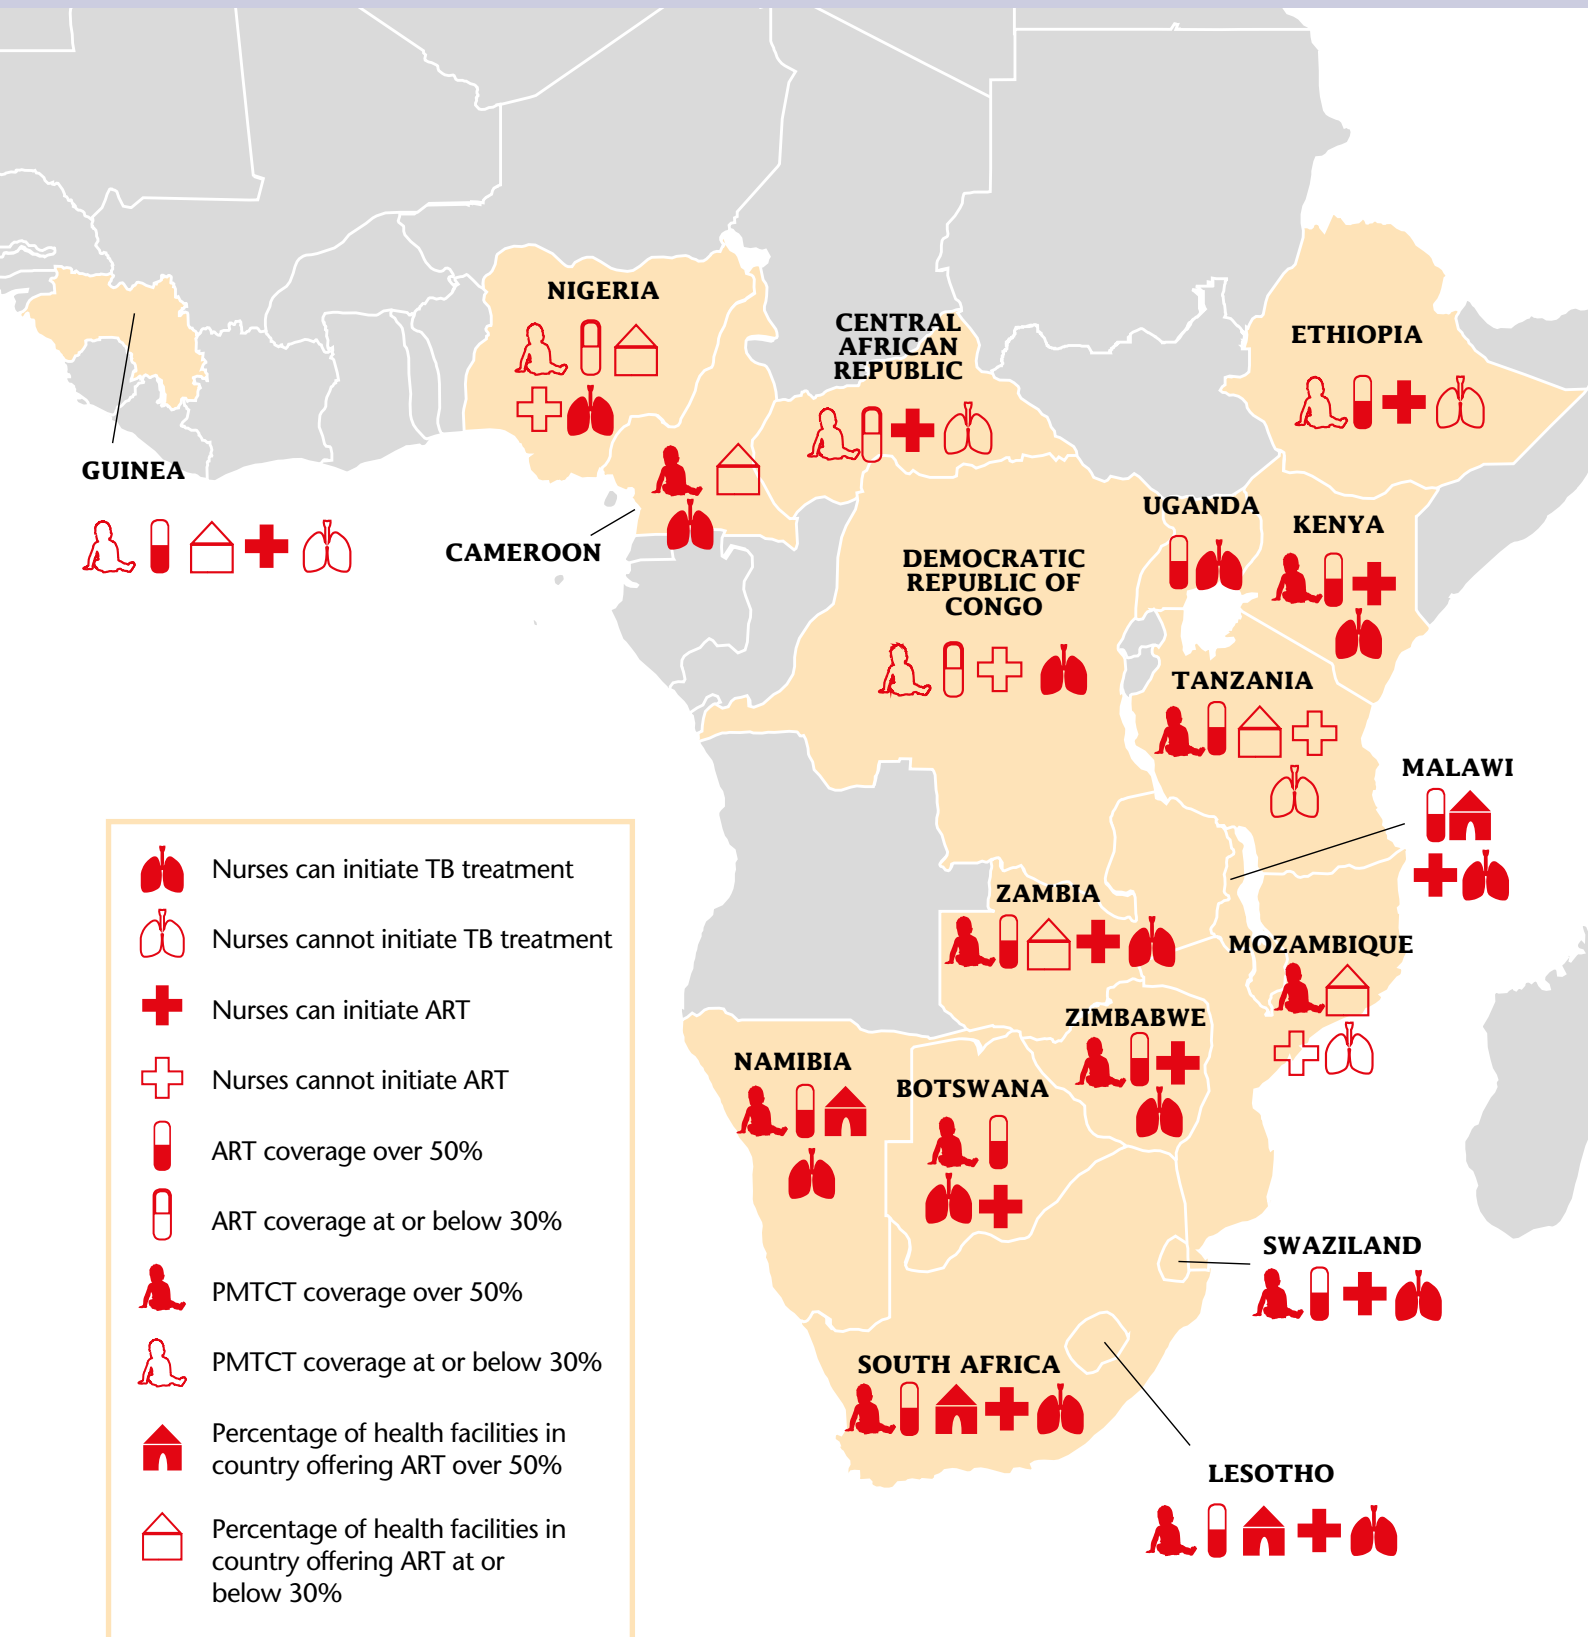 NIGERIA
CENTRAL
AFRICAN
REPUBLIC
ETHIOPIA
GUINEA
CAMEROON
UGANDA
KENYA
DEMOCRATIC
REPUBLIC OF
CONGO
TANZANIA
MALAWI
ZAMBIA
MOZAMBIQUE
ZIMBABWE
NAMIBIA
BOTSWANA
SWAZILAND
SOUTH AFRICA
LESOTHO
Nurses can initiate TB treatment
Nurses cannot initiate TB treatment
Nurses can initiate ART
Nurses cannot initiate ART
ART coverage over 50%
ART coverage at or below 30%
PMTCT coverage over 50%
PMTCT coverage at or below 30%
Percentage of health facilities in
country offering ART over 50%
Percentage of health facilities in
country offering ART at or
below 30%